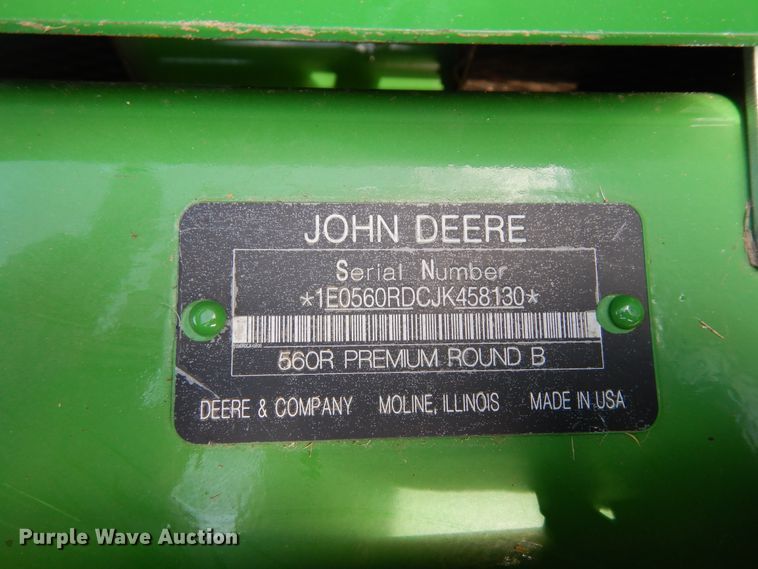 JOHN DEERE
Serial Number
*1E0560RDCJK458130*
560R PREMIUM ROUND B
DEERE & COMPANY MOLINE, ILLINOIS MADE IN USA
Purple Wave Auction